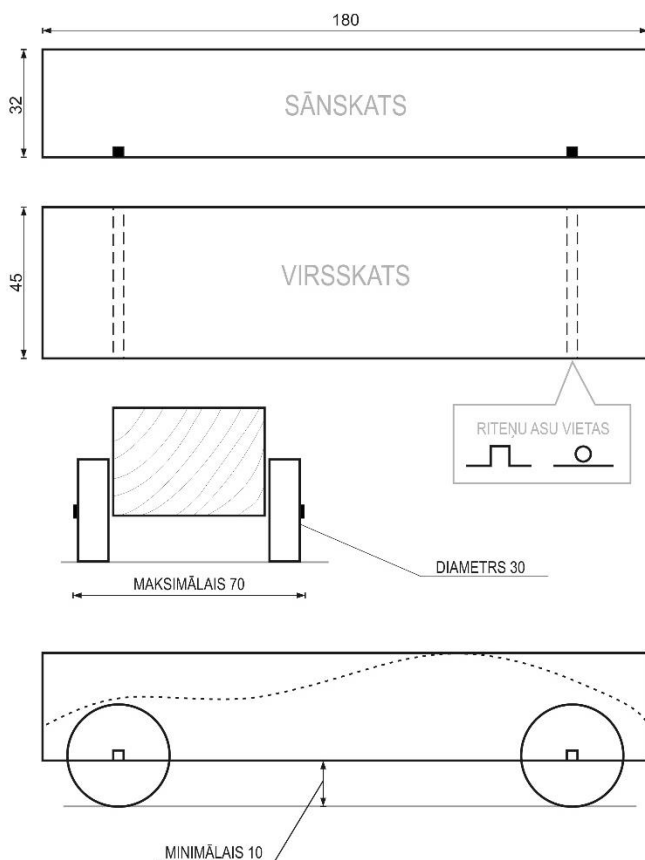 180
32
SĀNSKATS
45
VIRSSKATS
RITEŅU ASU VIETAS
DIAMETRS 30
MAKSIMĀLAIS 70
MINIMĀLAIS 10